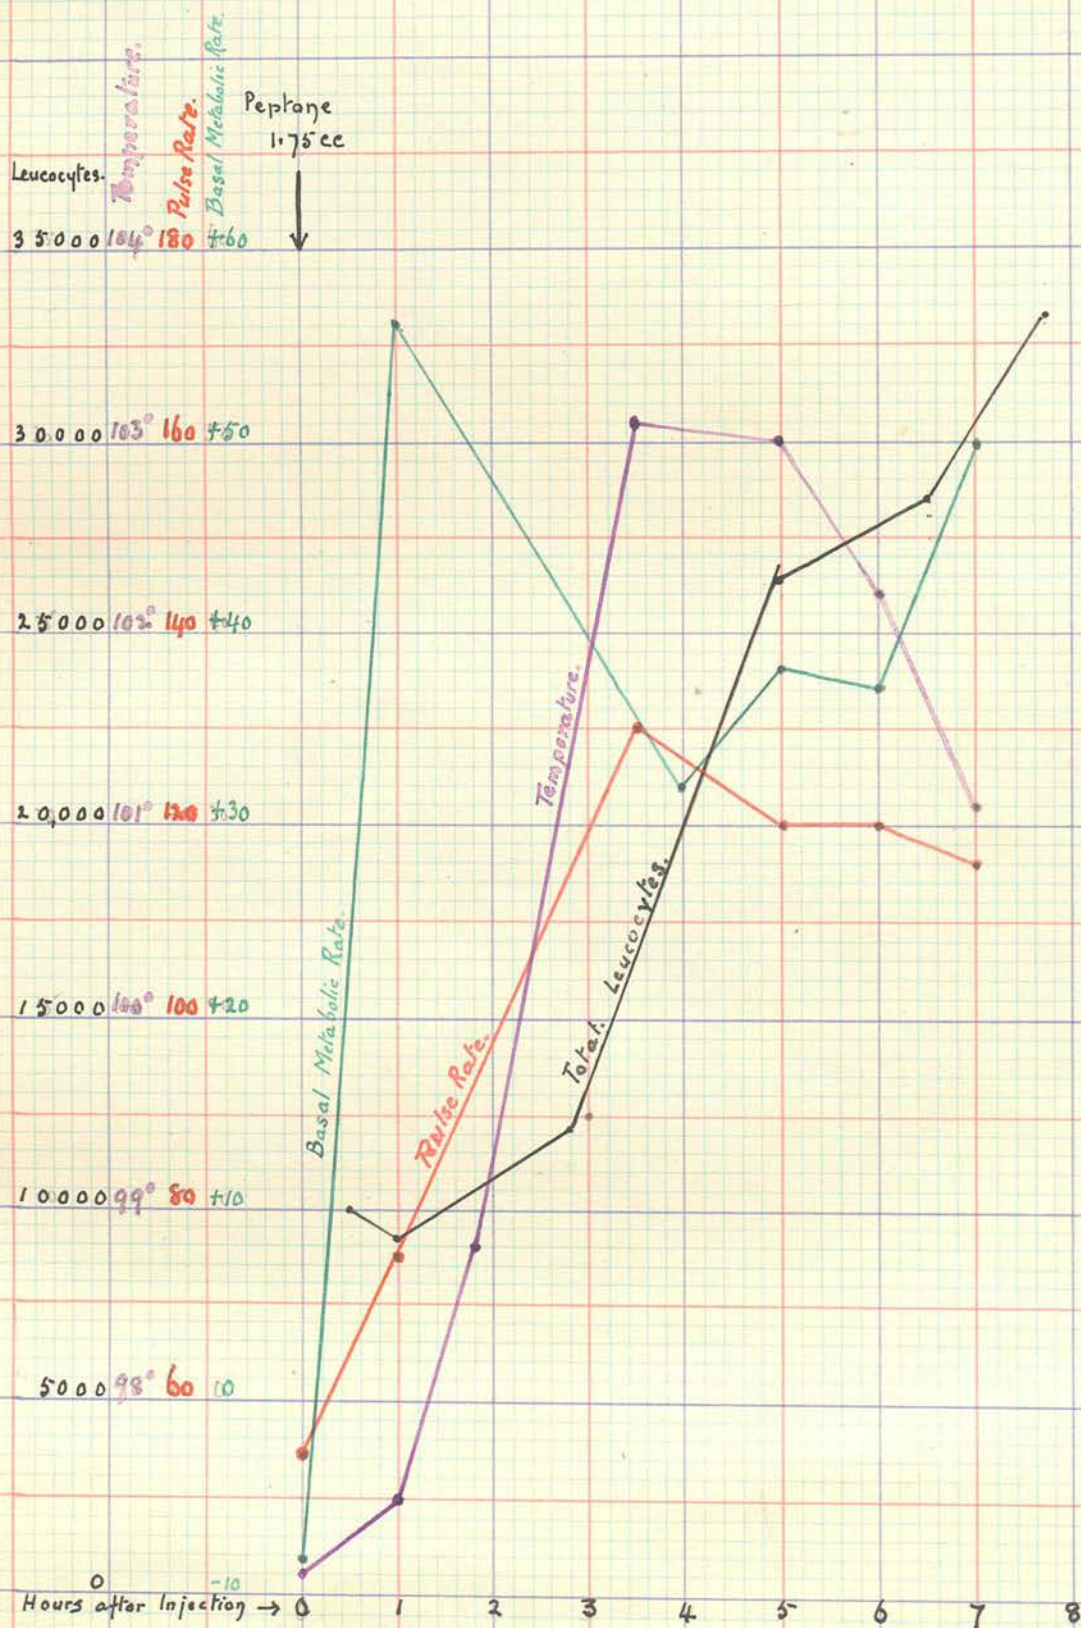 Temperature.
Pulse Rate.
Basal Metabolic Rate.
Peptone
1.75 cc
Leucocytes.
35000 104° 180 +60
30000 103° 160 +50
25000 102° 140 +40
20,000 101° 120 +30
15000 100° 100 +20
10000 99° 80 +10
5000 98° 60 0
0 -10
Basal Metabolic Rate.
Pulse Rate.
Temperature.
Total. Leucocytes.
Hours after Injection → 0 1 2 3 4 5 6 7 8